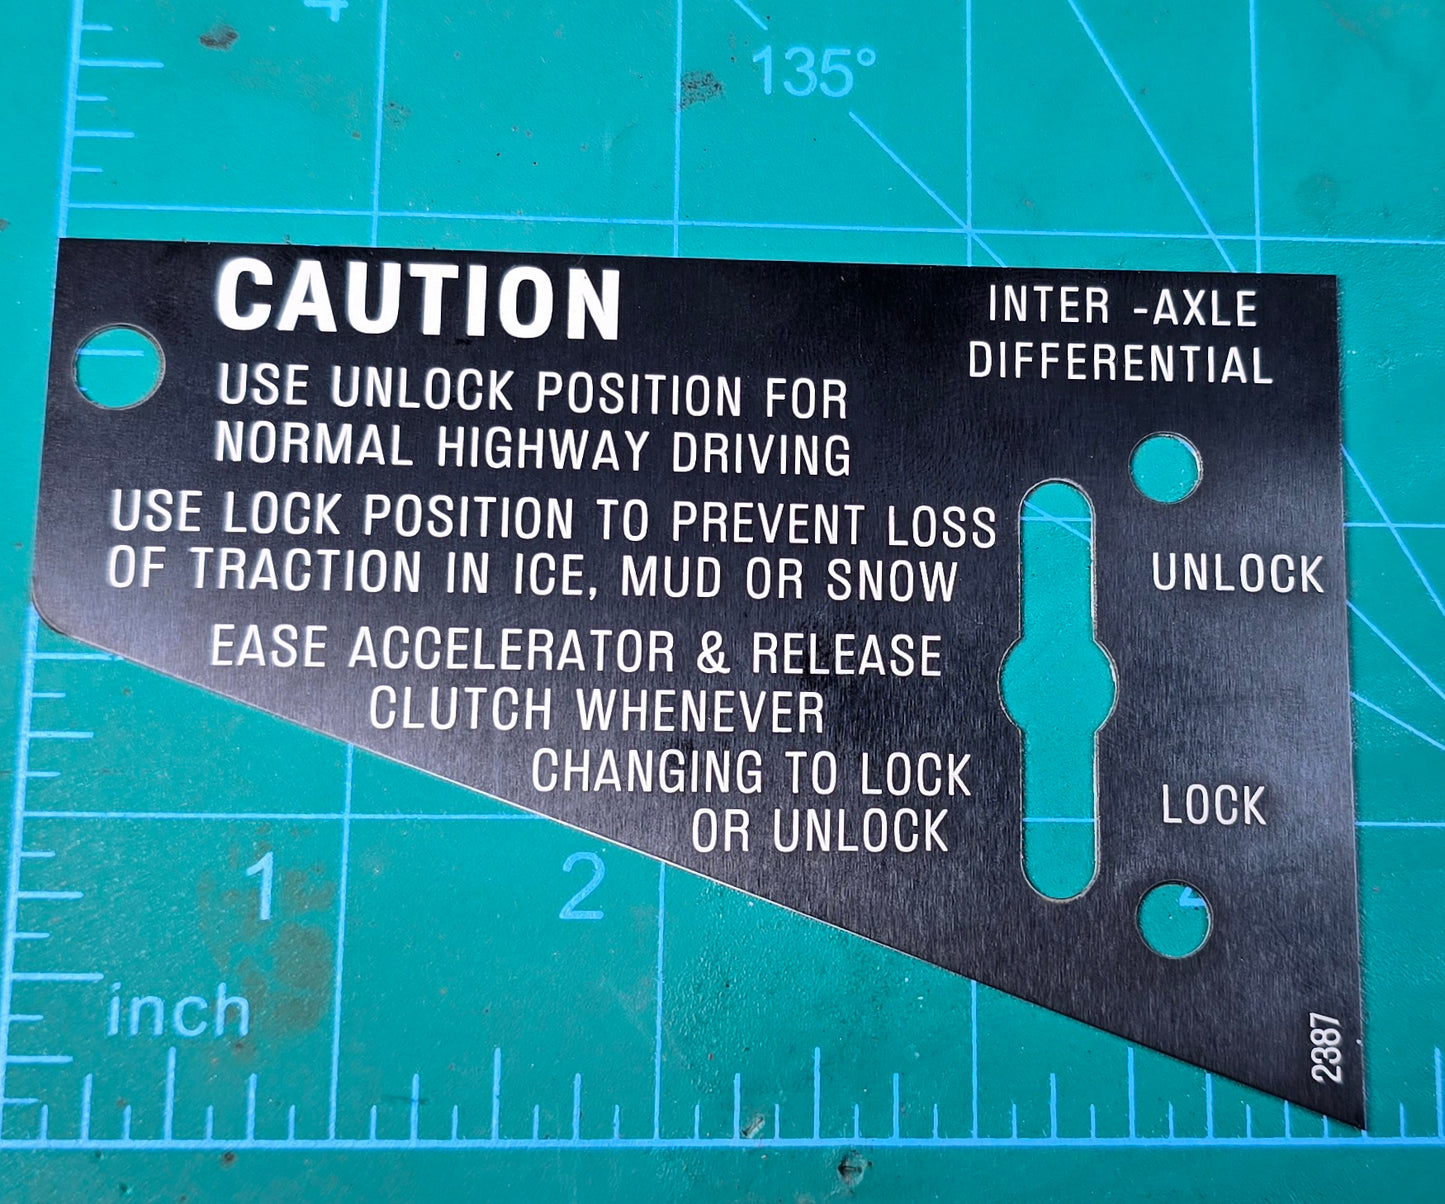 135°
CAUTION
INTER -AXLE
DIFFERENTIAL
USE UNLOCK POSITION FOR
NORMAL HIGHWAY DRIVING
USE LOCK POSITION TO PREVENT LOSS
OF TRACTION IN ICE, MUD OR SNOW
UNLOCK
EASE ACCELERATOR & RELEASE
CLUTCH WHENEVER
CHANGING TO LOCK
OR UNLOCK
LOCK
1
2
inch
2387